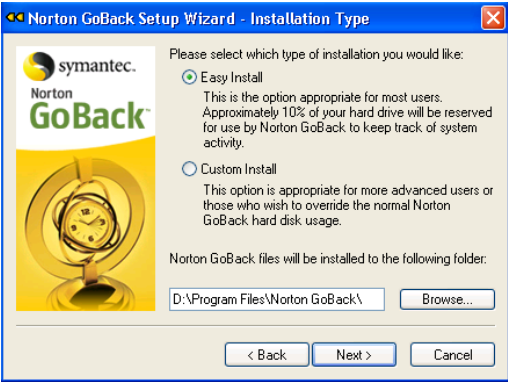 Norton GoBack Setup Wizard - Installation Type
symantec.
Norton
GoBack
Please select which type of installation you would like:
Easy Install
This is the option appropriate for most users.
Approximately 10% of your hard drive will be reserved
for use by Norton GoBack to keep track of system
activity.
Custom Install
This option is appropriate for more advanced users or
those who wish to override the normal Norton
GoBack hard disk usage.
Norton GoBack files will be installed to the following folder:
D:\Program Files\Norton GoBack\ Browse...
< Back Next > Cancel